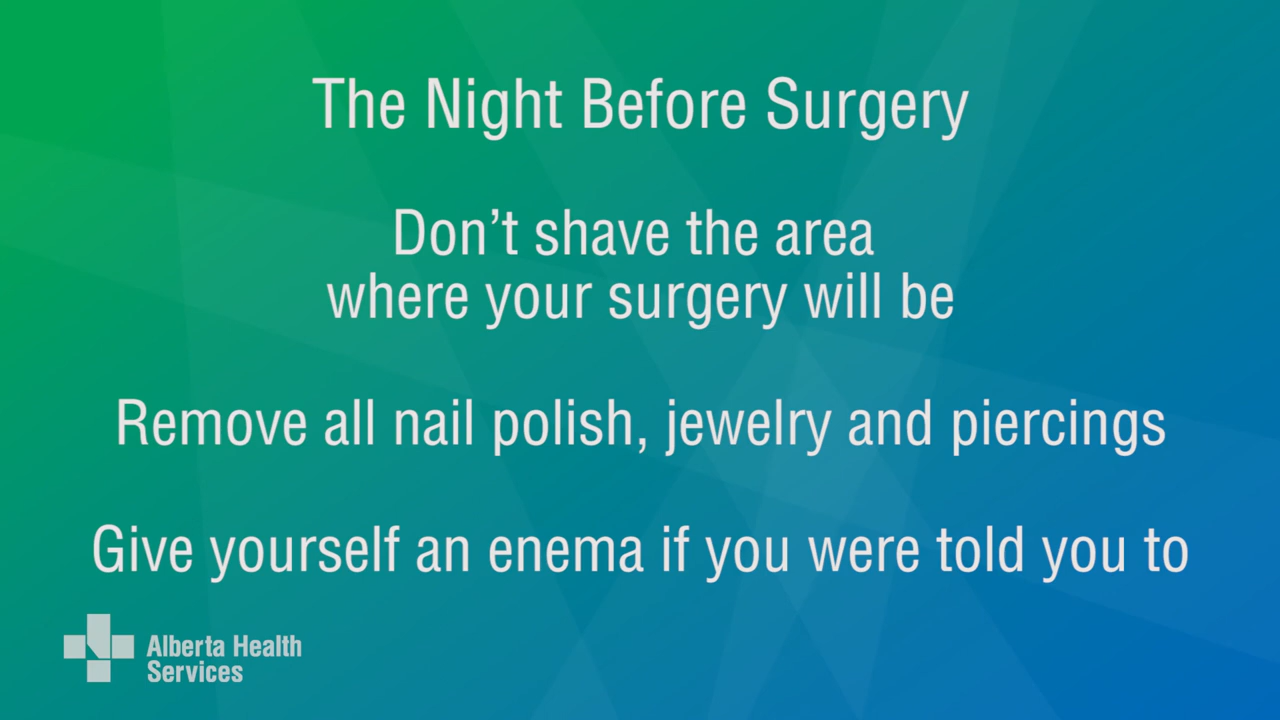 The Night Before Surgery
Don’t shave the area
where your surgery will be
Remove all nail polish, jewelry and piercings
Give yourself an enema if you were told you to
Alberta Health
Services